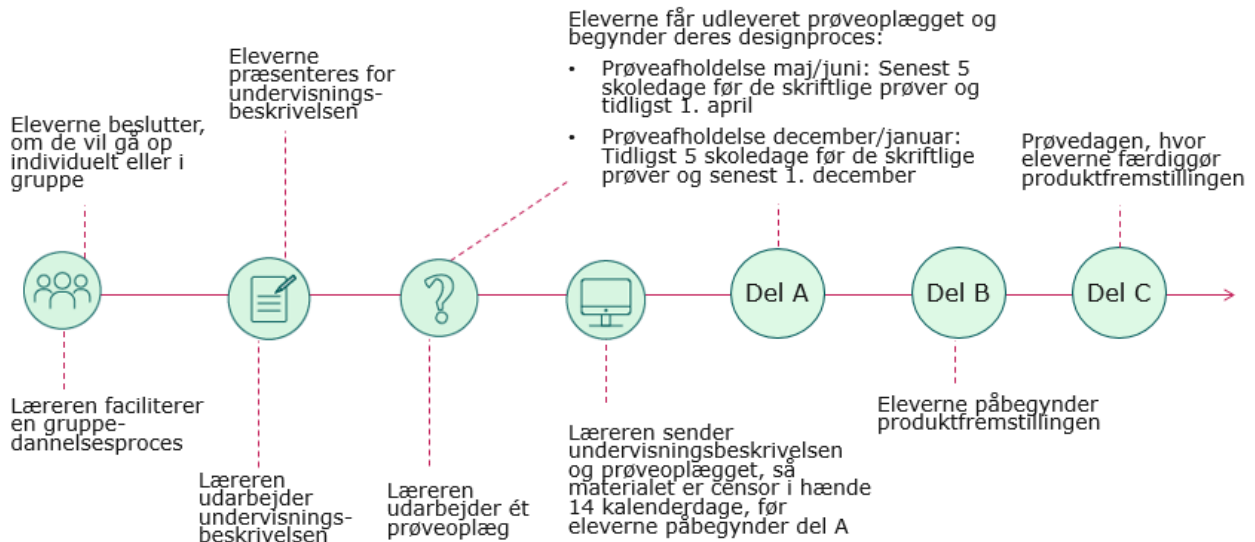 Eleverne beslutter,
om de vil gå op
individuelt eller i
gruppe
Læreren faciliterer
en gruppe-
dannelsesproces
Eleverne
præsenteres for
undervisnings-
beskrivelsen
Læreren
udarbejder
undervisnings-
beskrivelsen
Læreren
udarbejder ét
prøveoplæg
Læreren sender
undervisningsbeskrivelsen
og prøveoplægget, så
materialet er censor i hænde
14 kalenderdage, før
eleverne påbegynder del A
Eleverne får udleveret prøveoplægget og
begynder deres designproces:
• Prøveafholdelse maj/juni: Senest 5
skoledage før de skriftlige prøver og
tidligst 1. april
• Prøveafholdelse december/januar:
Tidligst 5 skoledage før de skriftlige
prøver og senest 1. december
Del A
Del B
Eleverne påbegynder
produktfremstillingen
Prøvedagen, hvor
eleverne færdiggør
produktfremstillingen
Del C